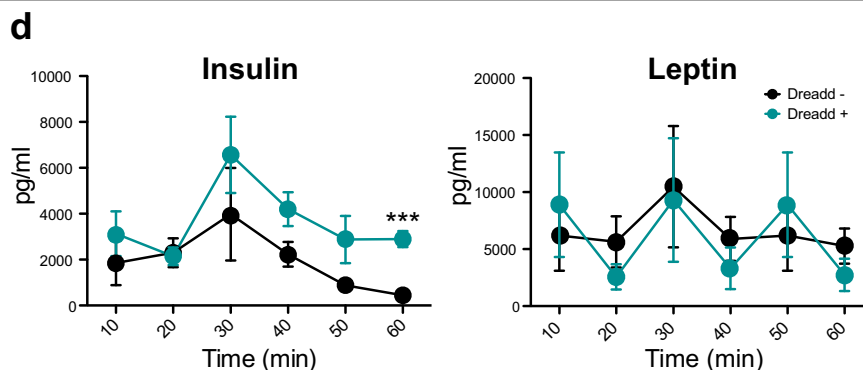 d
Insulin
10000
8000
6000
4000
2000
0
pg/ml
***
10 20 30 40 50 60
Time (min)
Leptin
20000
15000
10000
5000
0
pg/ml
Dreadd -
Dreadd +
10 20 30 40 50 60
Time (min)